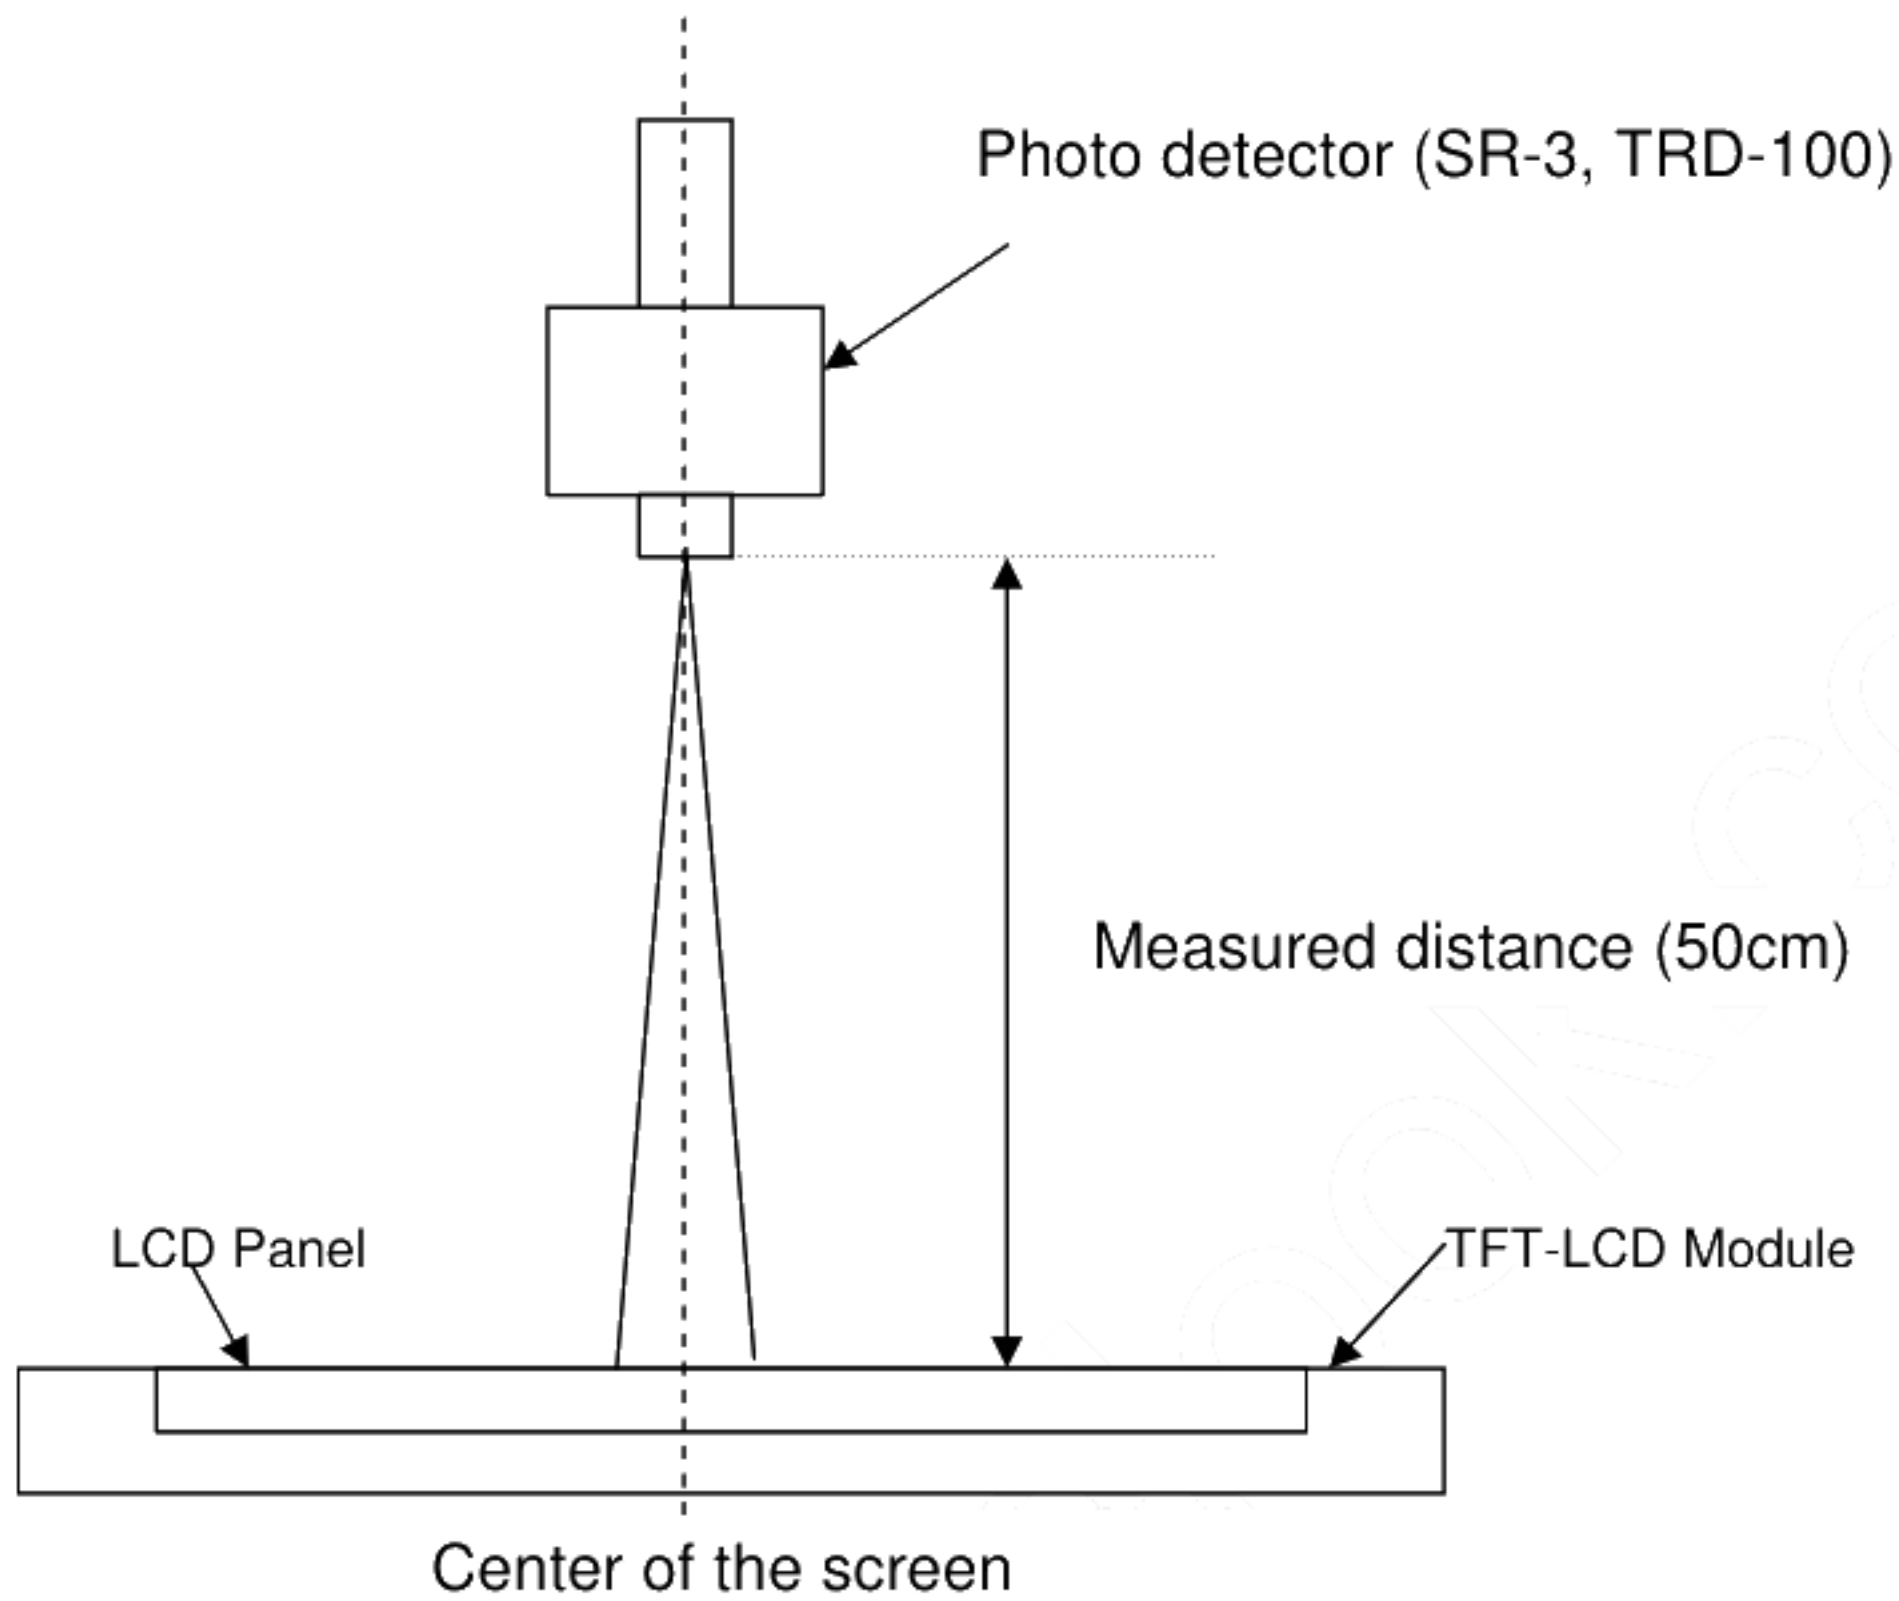 Photo detector (SR-3, TRD-100)
Measured distance (50cm)
LCD Panel
TFT-LCD Module
Center of the screen